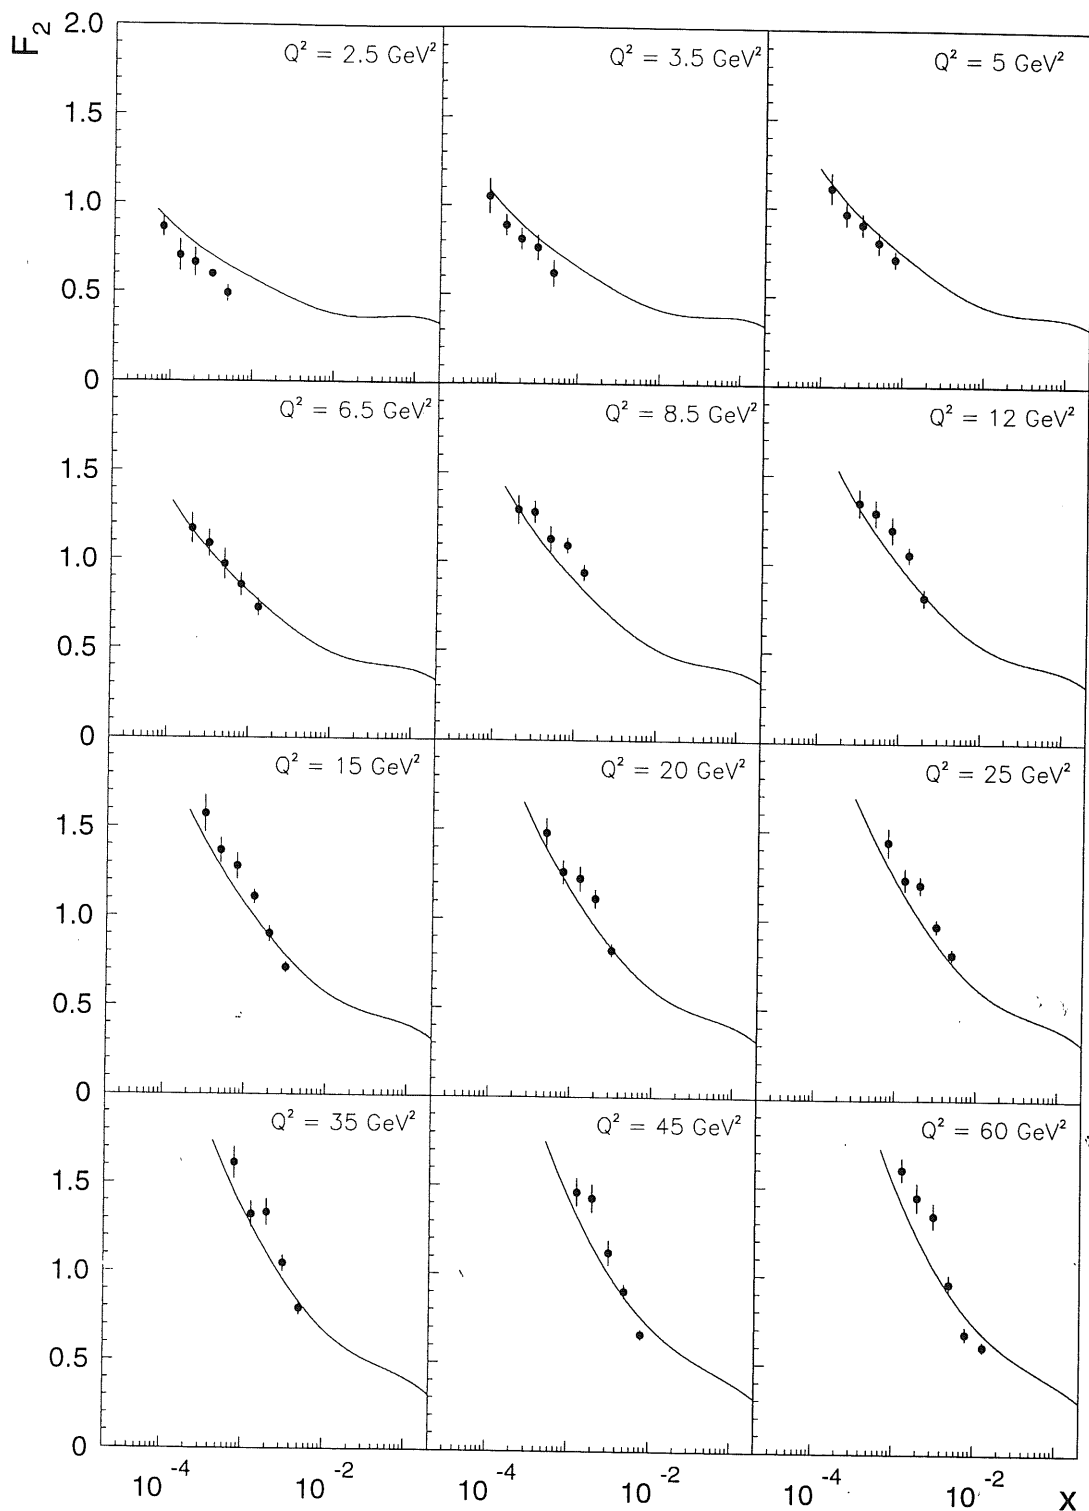 F₂
2.0
Q² = 2.5 GeV²
Q² = 3.5 GeV²
Q² = 5 GeV²
1.5
1.0
0.5
0
Q² = 6.5 GeV²
Q² = 8.5 GeV²
Q² = 12 GeV²
1.5
1.0
0.5
0
Q² = 15 GeV²
Q² = 20 GeV²
Q² = 25 GeV²
1.5
1.0
0.5
0
Q² = 35 GeV²
Q² = 45 GeV²
Q² = 60 GeV²
1.5
1.0
0.5
0
10⁻⁴ 10⁻² 10⁻⁴ 10⁻² 10⁻⁴ 10⁻² x